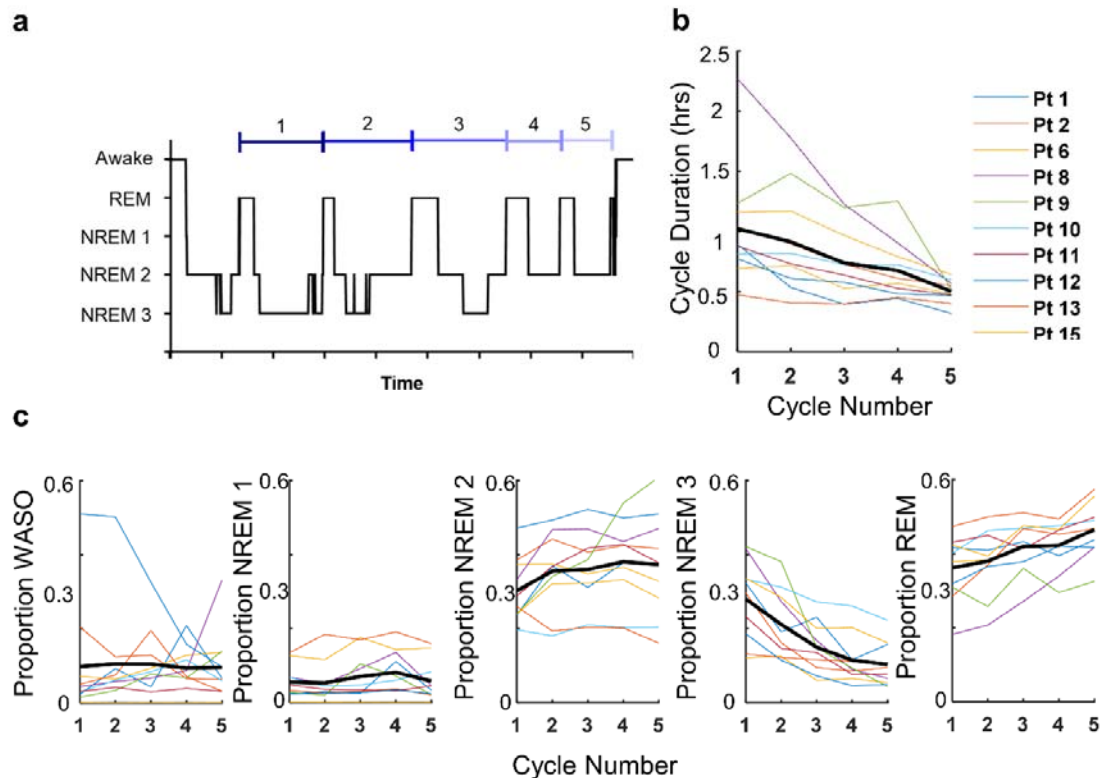 a
1 2 3 4 5
Awake
REM
NREM 1
NREM 2
NREM 3
Time
b
Cycle Duration (hrs)
2.5
2
1.5
1
0.5
0
1 2 3 4 5
Cycle Number
Pt 1
Pt 2
Pt 6
Pt 8
Pt 9
Pt 10
Pt 11
Pt 12
Pt 13
Pt 15
c
Proportion WASO
0.6
0.3
0
1 2 3 4 5
Proportion NREM 1
0.6
0.3
0
1 2 3 4 5
Proportion NREM 2
0.6
0.3
0
1 2 3 4 5
Proportion NREM 3
0.6
0.3
0
1 2 3 4 5
Proportion REM
0.6
0.3
0
1 2 3 4 5
Cycle Number